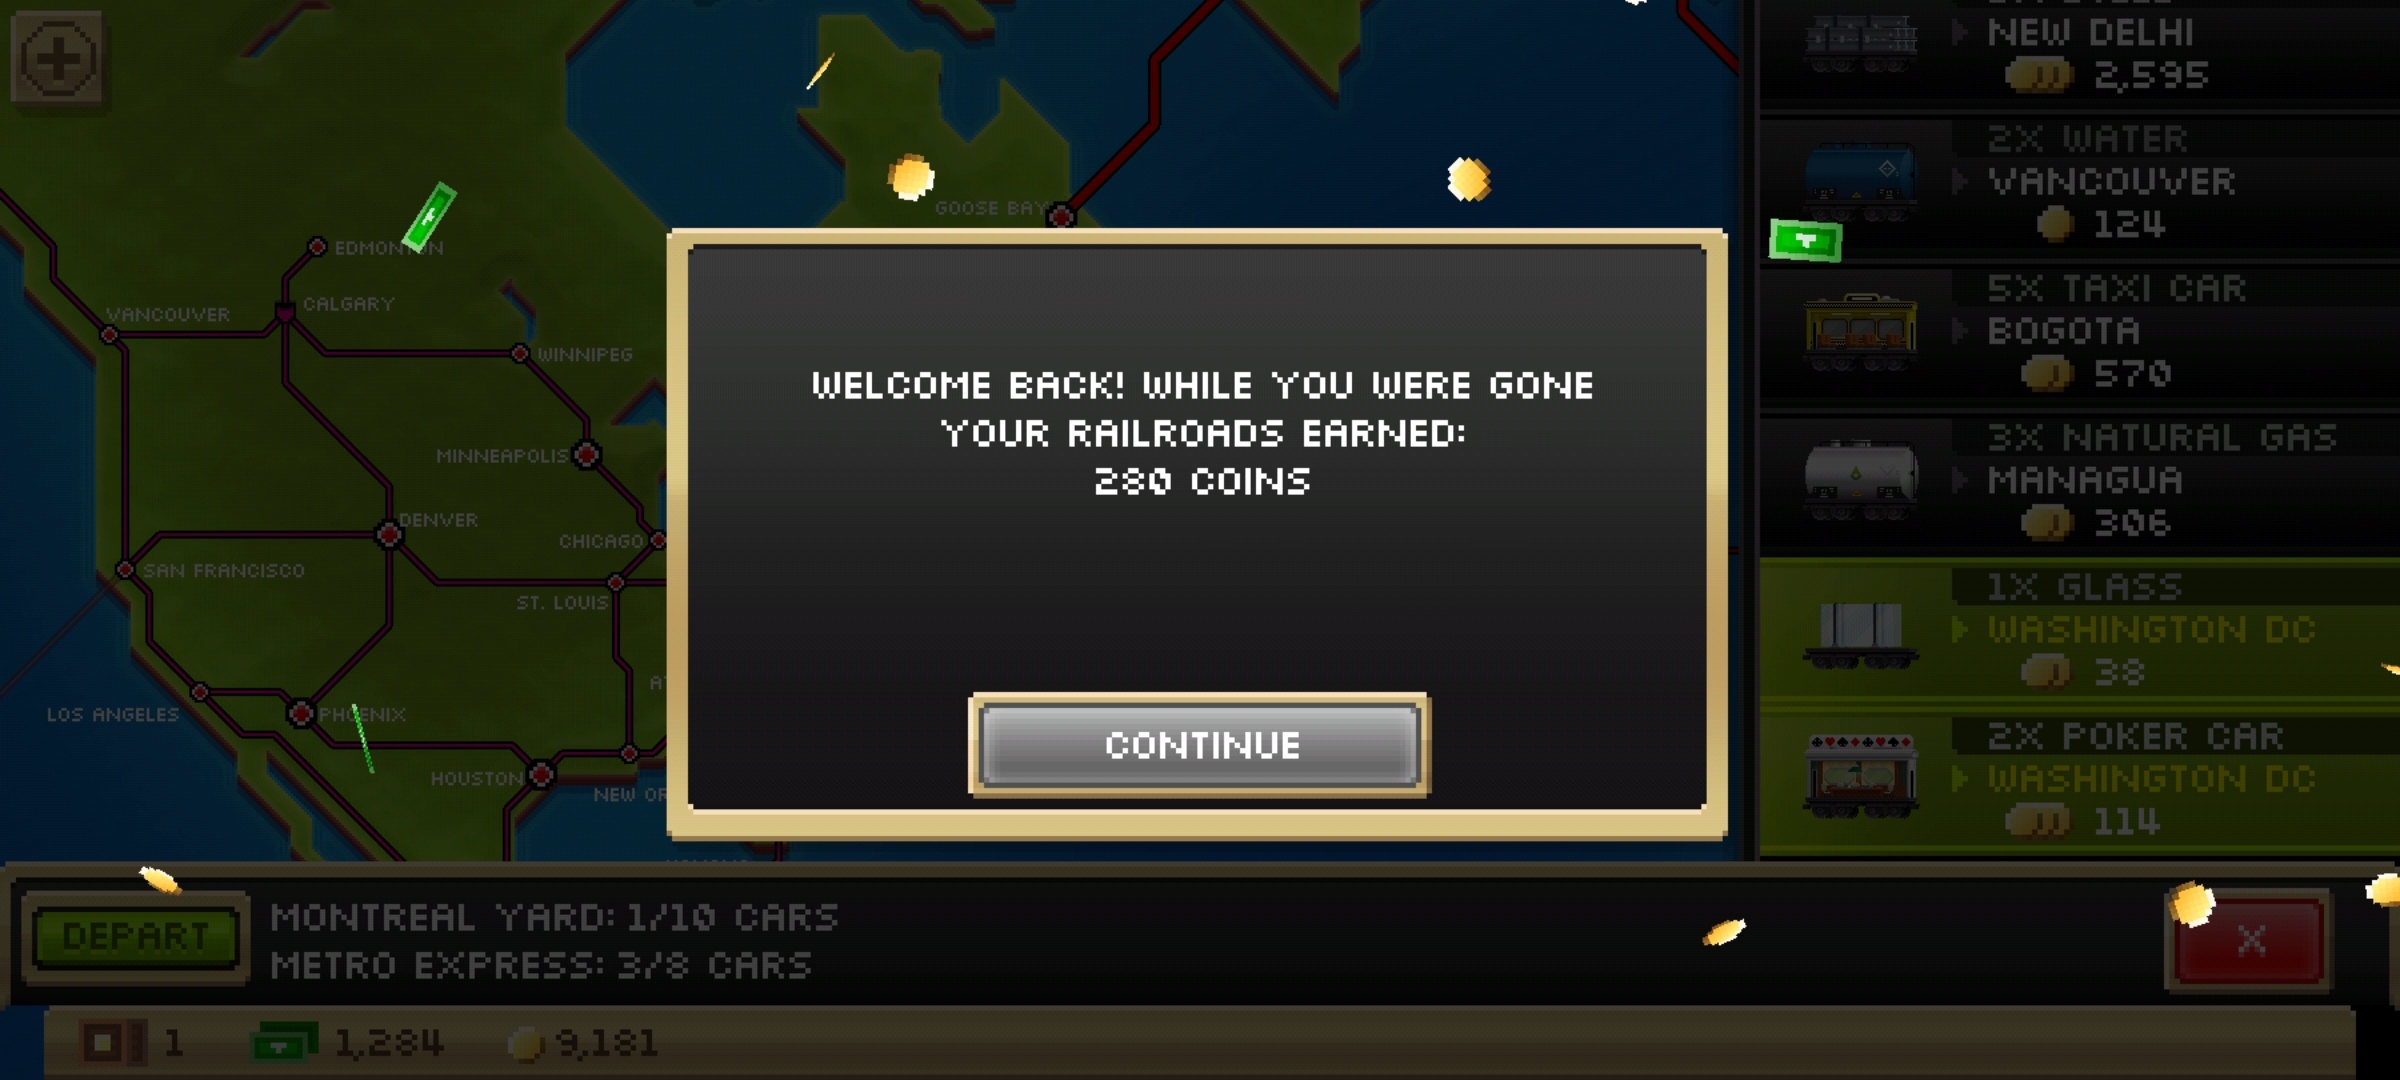 NEW DELHI
2,595
2X WATER
VANCOUVER
124
5X TAXI CAR
BOGOTA
570
3X NATURAL GAS
MANAGUA
306
1X GLASS
WASHINGTON DC
38
2X POKER CAR
WASHINGTON DC
114
GOOSE BAY
EDMONTON
CALGARY
VANCOUVER
WINNIPEG
MINNEAPOLIS
DENVER
CHICAGO
SAN FRANCISCO
ST. LOUIS
LOS ANGELES
PHOENIX
HOUSTON
NEW OR
WELCOME BACK! WHILE YOU WERE GONE
YOUR RAILROADS EARNED:
280 COINS
CONTINUE
DEPART
MONTREAL YARD: 1/10 CARS
METRO EXPRESS: 3/8 CARS
X
1
1,284
9,181